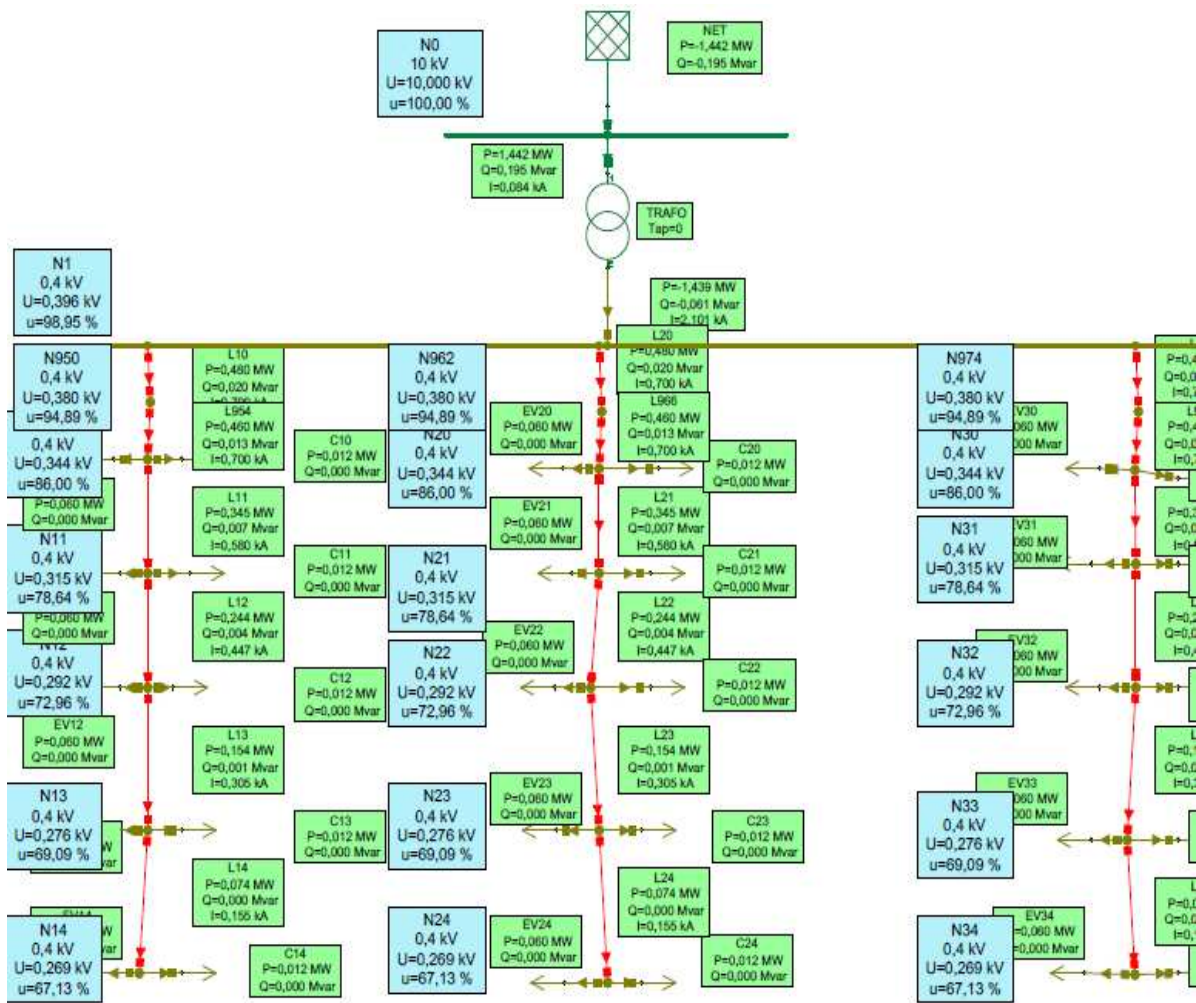 N0
10 kV
U=10,000 kV
u=100,00 %
NET
P=-1,442 MW
Q=-0,195 Mvar
P=1,442 MW
Q=0,195 Mvar
I=0,084 kA
TRAFO
Tap=0
N1
0,4 kV
U=0,396 kV
u=98,95 %
P=-1,439 MW
Q=-0,061 Mvar
I=2,101 kA
N950
0,4 kV
U=0,380 kV
u=94,89 %
L10
P=0,480 MW
Q=0,020 Mvar
L954
P=0,460 MW
Q=0,013 Mvar
I=0,700 kA
0,4 kV
U=0,344 kV
u=86,00 %
C10
P=0,012 MW
Q=0,000 Mvar
P=0,060 MW
Q=0,000 Mvar
L11
P=0,345 MW
Q=0,007 Mvar
I=0,580 kA
N11
0,4 kV
U=0,315 kV
u=78,64 %
C11
P=0,012 MW
Q=0,000 Mvar
P=0,060 MW
Q=0,000 Mvar
L12
P=0,244 MW
Q=0,004 Mvar
I=0,447 kA
N12
0,4 kV
U=0,292 kV
u=72,96 %
C12
P=0,012 MW
Q=0,000 Mvar
EV12
P=0,060 MW
Q=0,000 Mvar
L13
P=0,154 MW
Q=0,001 Mvar
I=0,305 kA
N13
0,4 kV
U=0,276 kV
u=69,09 %
C13
P=0,012 MW
Q=0,000 Mvar
L14
P=0,074 MW
Q=0,000 Mvar
I=0,155 kA
N14
0,4 kV
U=0,269 kV
u=67,13 %
C14
P=0,012 MW
Q=0,000 Mvar
N962
0,4 kV
U=0,380 kV
u=94,89 %
L20
P=0,480 MW
Q=0,020 Mvar
I=0,700 kA
L966
P=0,460 MW
Q=0,013 Mvar
I=0,700 kA
EV20
P=0,060 MW
Q=0,000 Mvar
N20
0,4 kV
U=0,344 kV
u=86,00 %
C20
P=0,012 MW
Q=0,000 Mvar
EV21
P=0,060 MW
Q=0,000 Mvar
L21
P=0,345 MW
Q=0,007 Mvar
I=0,580 kA
N21
0,4 kV
U=0,315 kV
u=78,64 %
C21
P=0,012 MW
Q=0,000 Mvar
L22
P=0,244 MW
Q=0,004 Mvar
I=0,447 kA
EV22
P=0,060 MW
Q=0,000 Mvar
N22
0,4 kV
U=0,292 kV
u=72,96 %
C22
P=0,012 MW
Q=0,000 Mvar
L23
P=0,154 MW
Q=0,001 Mvar
I=0,305 kA
EV23
P=0,060 MW
Q=0,000 Mvar
N23
0,4 kV
U=0,276 kV
u=69,09 %
C23
P=0,012 MW
Q=0,000 Mvar
L24
P=0,074 MW
Q=0,000 Mvar
I=0,155 kA
EV24
P=0,060 MW
Q=0,000 Mvar
N24
0,4 kV
U=0,269 kV
u=67,13 %
C24
P=0,012 MW
Q=0,000 Mvar
N974
0,4 kV
U=0,380 kV
u=94,89 %
N30
0,4 kV
U=0,344 kV
u=86,00 %
N31
0,4 kV
U=0,315 kV
u=78,64 %
EV32
N32
0,4 kV
U=0,292 kV
u=72,96 %
EV33
N33
0,4 kV
U=0,276 kV
u=69,09 %
EV34
P=0,060 MW
N34
0,4 kV
U=0,269 kV
u=67,13 %